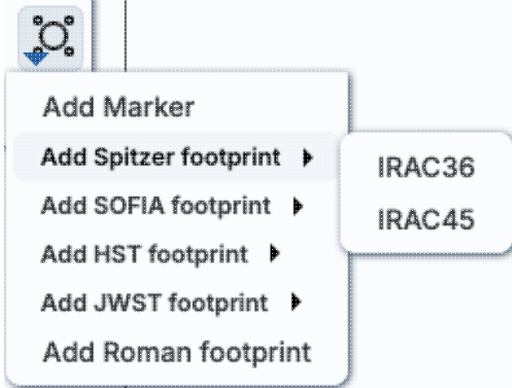 Add Marker
Add Spitzer footprint
IRAC36
Add SOFIA footprint
IRAC45
Add HST footprint
Add JWST footprint
Add Roman footprint